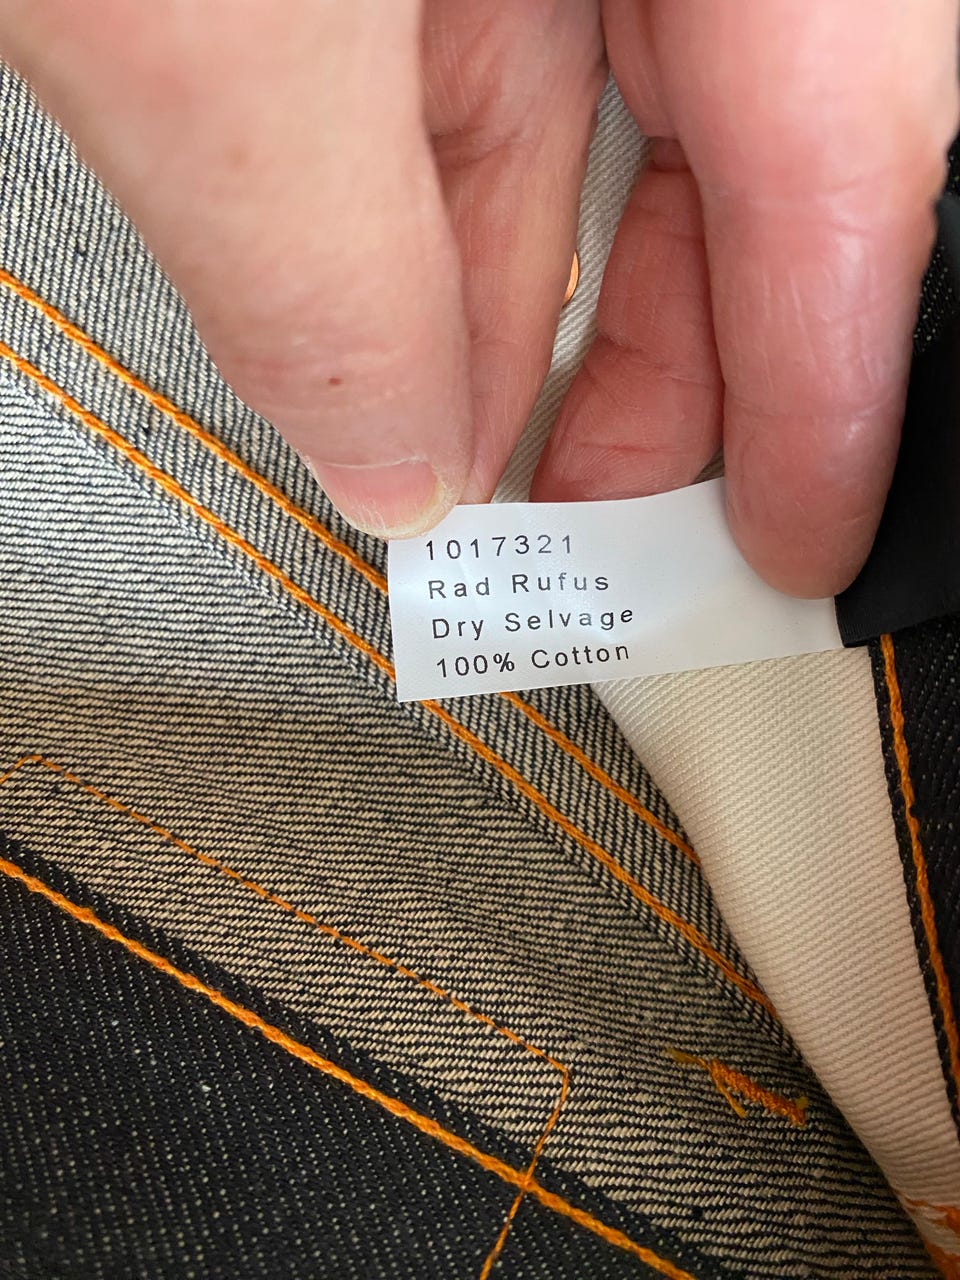 1017321
Rad Rufus
Dry Selvage
100% Cotton